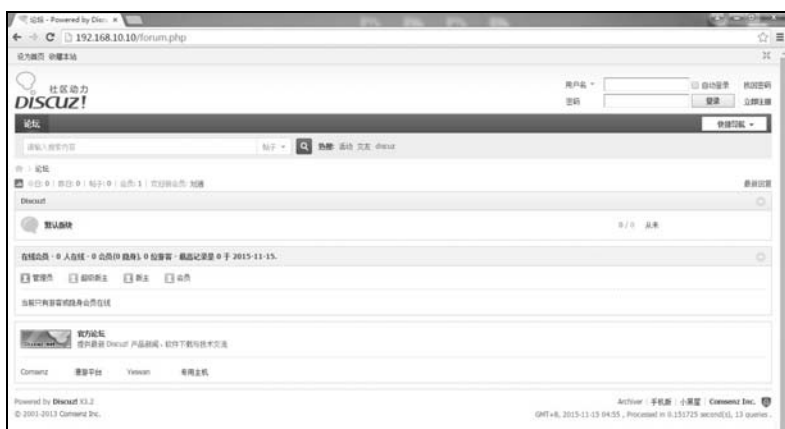 论坛 - Powered by Disc
192.168.10.10/forum.php
设为首页 收藏本站
社区动力
DISCUZ!
用户名 自动登录 找回密码
密码 登录 立即注册
论坛 快捷导航
请输入搜索内容 帖子 热搜: 活动 交友 discuz
论坛
今日: 0 昨日: 0 帖子: 0 会员: 1 欢迎新会员:
最新回复
Discuz!
默认版块 0 / 0 从未
在线会员 - 0 人在线 - 0 会员(0 隐身), 0 位游客 - 最高记录是 0 于 2015-11-15.
管理员 超级版主 版主 会员
当前只有游客或隐身会员在线
官方论坛
提供最新 Discuz! 产品新闻、软件下载与技术交流
Comsenz 漫游平台 Yeswan 专用主机
Powered by Discuz! X3.2
© 2001-2013 Comsenz Inc.
Archiver 手机版 小黑屋 Comsenz Inc.
GMT+8, 2015-11-15 04:55 , Processed in 0.151725 second(s), 13 queries .